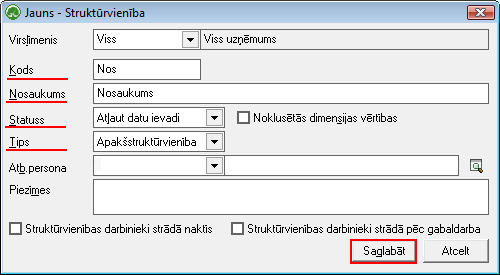 Jauns - Struktūrvienība
Virslīmenis Viss Viss uzņēmums
Kods Nos
Nosaukums Nosaukums
Statuss Atļaut datu ievadi Noklusētās dimensijas vērtības
Tips Apakšstruktūrvienība
Atb.persona
Piezīmes
Struktūrvienības darbinieki strādā naktīs Struktūrvienības darbinieki strādā pēc gabaldarba
Saglabāt Atcelt